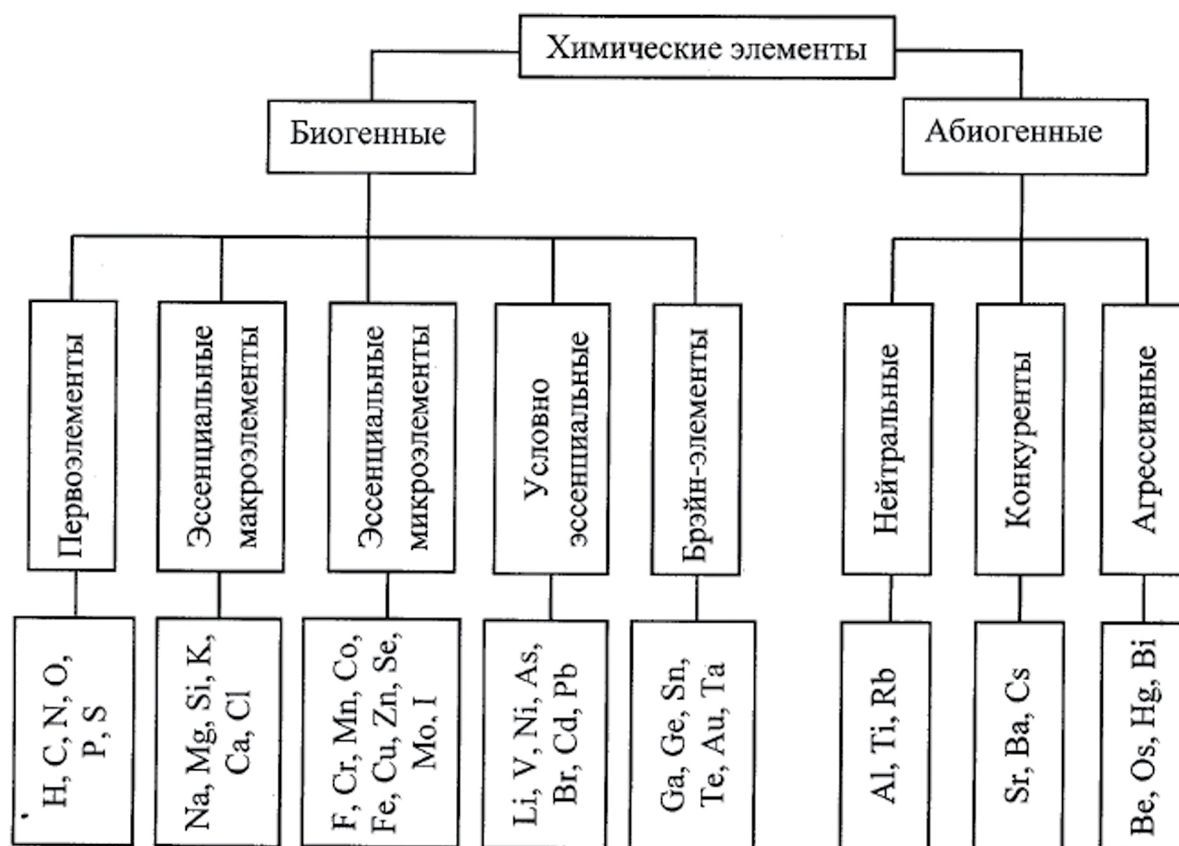 Химические элементы
Биогенные
Абиогенные
Первоэлементы
Эссенциальные
макроэлементы
Эссенциальные
микроэлементы
Условно
эссенциальные
Брэйн-элементы
Нейтральные
Конкуренты
Агрессивные
H, C, N, O,
P, S
Na, Mg, Si, K,
Ca, Cl
F, Cr, Mn, Co,
Fe, Cu, Zn, Se,
Mo, I
Li, V, Ni, As,
Br, Cd, Pb
Ga, Ge, Sn,
Te, Au, Ta
Al, Ti, Rb
Sr, Ba, Cs
Be, Os, Hg, Bi